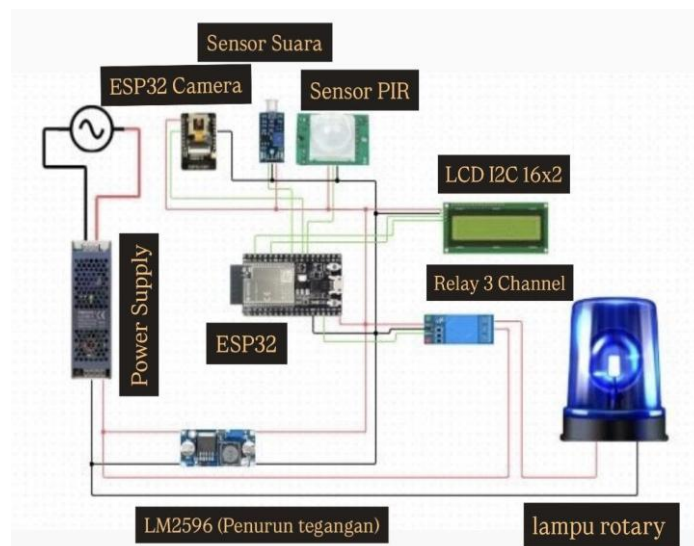 Sensor Suara
ESP32 Camera
Sensor PIR
LCD I2C 16x2
Power Supply
Relay 3 Channel
ESP32
LM2596 (Penurun tegangan)
lampu rotary